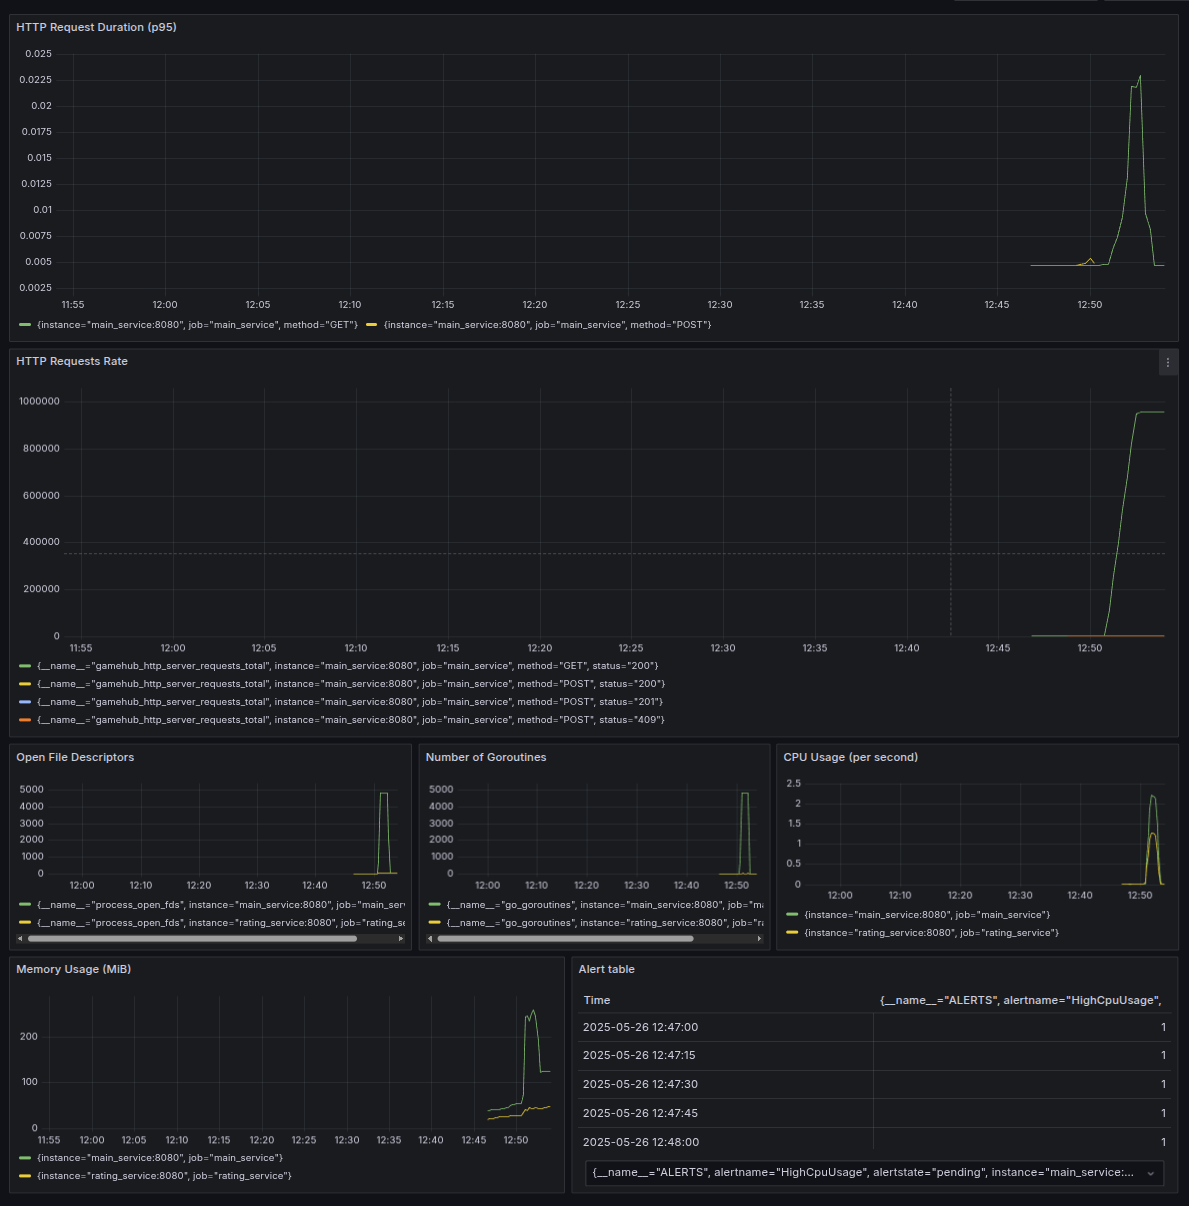 HTTP Request Duration (p95)
0.025
0.0225
0.02
0.0175
0.015
0.0125
0.01
0.0075
0.005
0.0025
11:55 12:00 12:05 12:10 12:15 12:20 12:25 12:30 12:35 12:40 12:45 12:50
{instance="main_service:8080", job="main_service", method="GET"} {instance="main_service:8080", job="main_service", method="POST"}
HTTP Requests Rate
1000000
800000
600000
400000
200000
0
11:55 12:00 12:05 12:10 12:15 12:20 12:25 12:30 12:35 12:40 12:45 12:50
{__name__="gamehub_http_server_requests_total", instance="main_service:8080", job="main_service", method="GET", status="200"}
{__name__="gamehub_http_server_requests_total", instance="main_service:8080", job="main_service", method="POST", status="200"}
{__name__="gamehub_http_server_requests_total", instance="main_service:8080", job="main_service", method="POST", status="201"}
{__name__="gamehub_http_server_requests_total", instance="main_service:8080", job="main_service", method="POST", status="409"}
Open File Descriptors
5000
4000
3000
2000
1000
0
12:00 12:10 12:20 12:30 12:40 12:50
{__name__="process_open_fds", instance="main_service:8080", job="main_ser
{__name__="process_open_fds", instance="rating_service:8080", job="rating_se
Number of Goroutines
5000
4000
3000
2000
1000
0
12:00 12:10 12:20 12:30 12:40 12:50
{__name__="go_goroutines", instance="main_service:8080", job="ma
{__name__="go_goroutines", instance="rating_service:8080", job="ra
CPU Usage (per second)
2.5
2
1.5
1
0.5
0
12:00 12:10 12:20 12:30 12:40 12:50
{instance="main_service:8080", job="main_service"}
{instance="rating_service:8080", job="rating_service"}
Memory Usage (MiB)
200
100
0
11:55 12:00 12:05 12:10 12:15 12:20 12:25 12:30 12:35 12:40 12:45 12:50
{instance="main_service:8080", job="main_service"}
{instance="rating_service:8080", job="rating_service"}
Alert table
Time {__name__="ALERTS", alertname="HighCpuUsage",
2025-05-26 12:47:00 1
2025-05-26 12:47:15 1
2025-05-26 12:47:30 1
2025-05-26 12:47:45 1
2025-05-26 12:48:00 1
{__name__="ALERTS", alertname="HighCpuUsage", alertstate="pending", instance="main_service:...